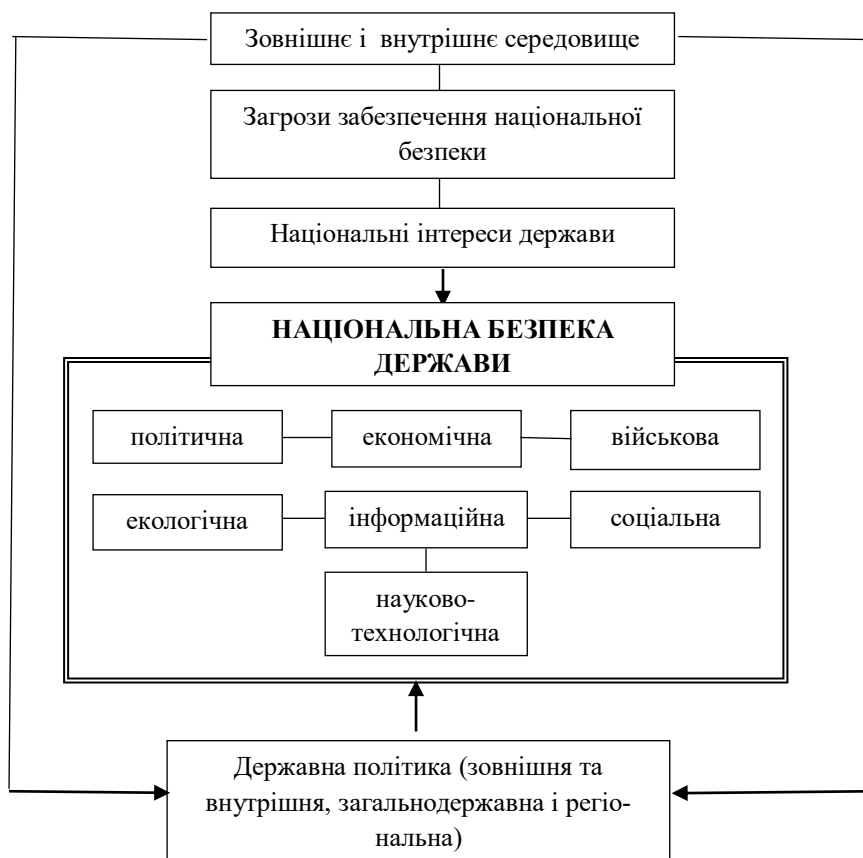 Зовнішнє і внутрішнє середовище
Загрози забезпечення національної
безпеки
Національні інтереси держави
НАЦІОНАЛЬНА БЕЗПЕКА
ДЕРЖАВИ
політична
економічна
військова
екологічна
інформаційна
соціальна
науково-
технологічна
Державна політика (зовнішня та
внутрішня, загальнодержавна і регіо-
нальна)